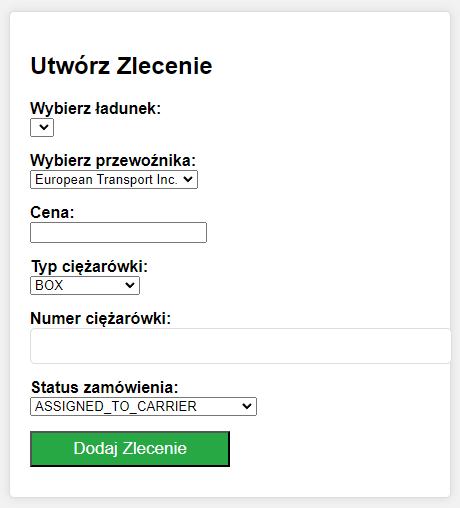 Utwórz Zlecenie
Wybierz ładunek:
Wybierz przewoźnika:
European Transport Inc.
Cena:
Typ ciężarówki:
BOX
Numer ciężarówki:
Status zamówienia:
ASSIGNED_TO_CARRIER
Dodaj Zlecenie